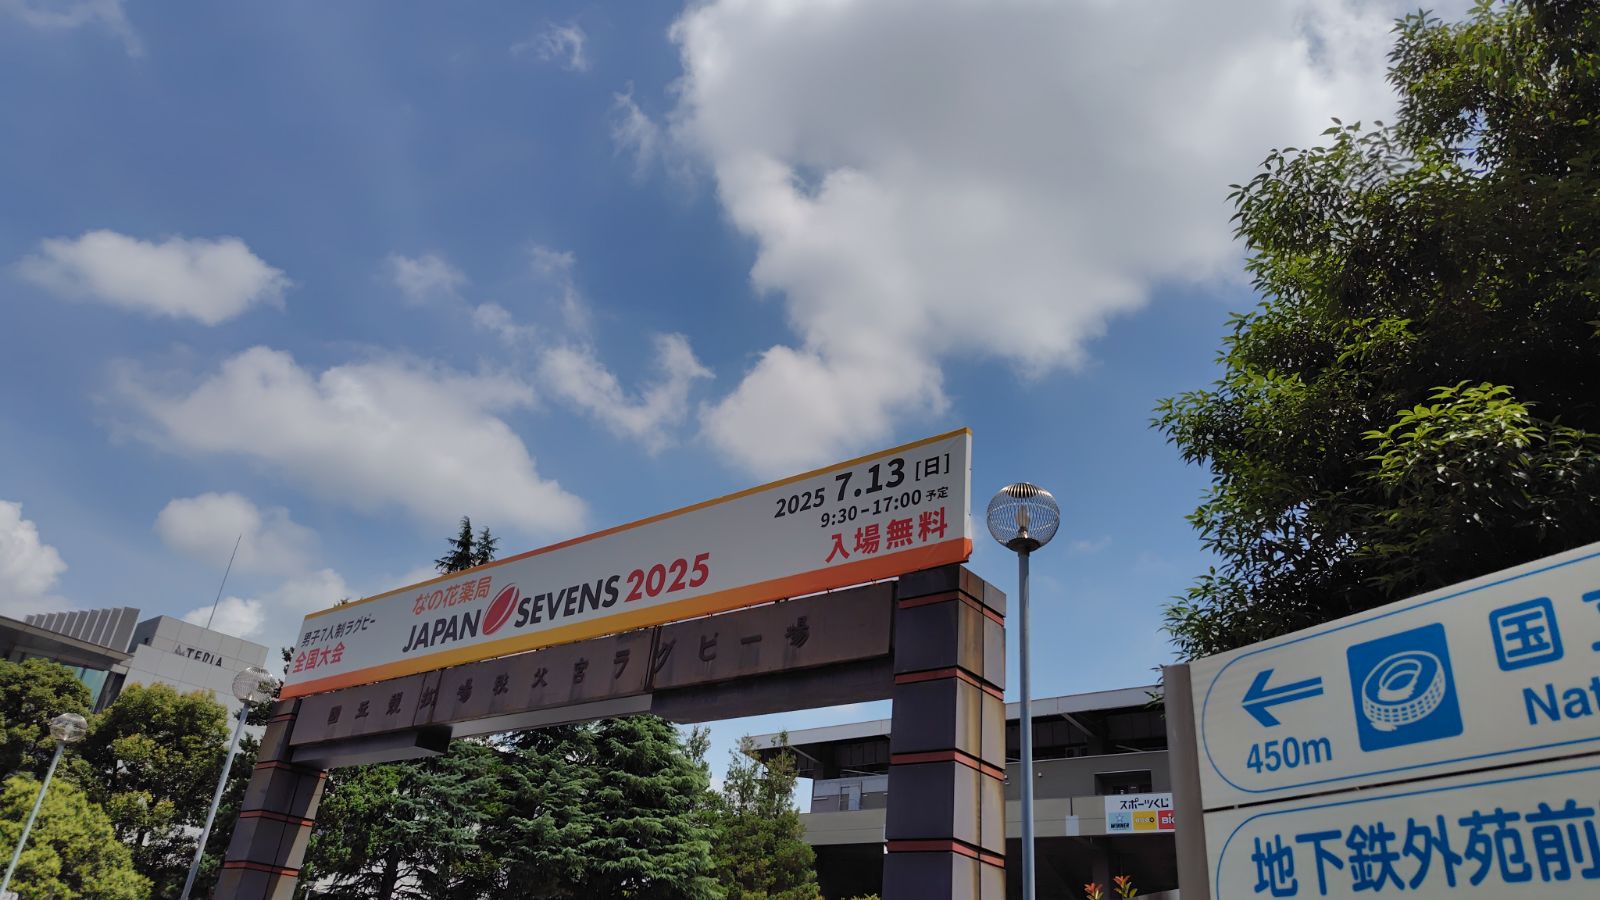 男子7人制ラグビー
全国大会
なの花薬局
JAPAN SEVENS 2025
2025 7.13 [日]
9:30-17:00 予定
入場無料
国立競技場秩父宮ラグビー場
TEPIA
スポーツくじ
WINNER
450m
国立
Nat
地下鉄外苑前